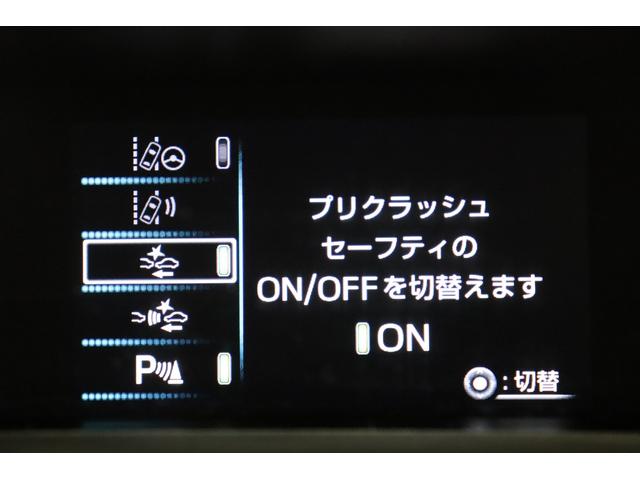 プリクラッシュ
セーフティの
ON/OFFを切替えます
ON
P
:切替